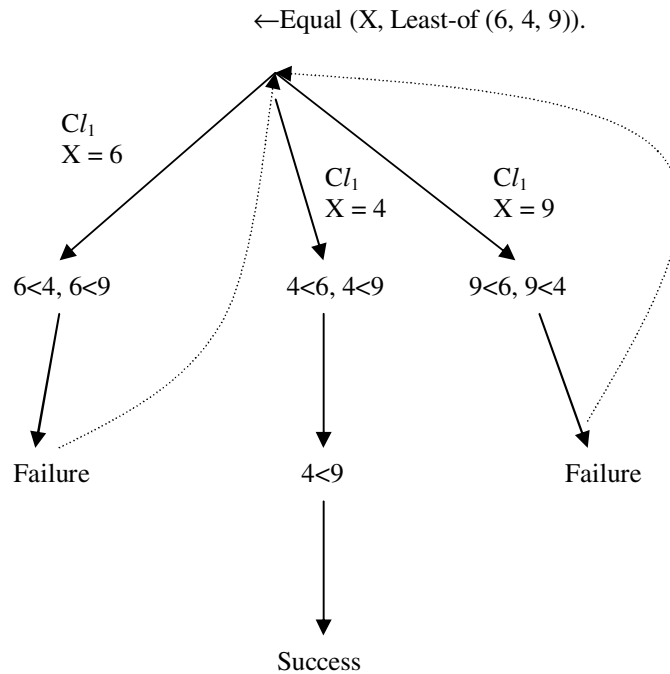 ←Equal (X, Least-of (6, 4, 9)).
Cl₁
X = 6
Cl₁
X = 4
Cl₁
X = 9
6<4, 6<9
4<6, 4<9
9<6, 9<4
Failure
4<9
Failure
Success